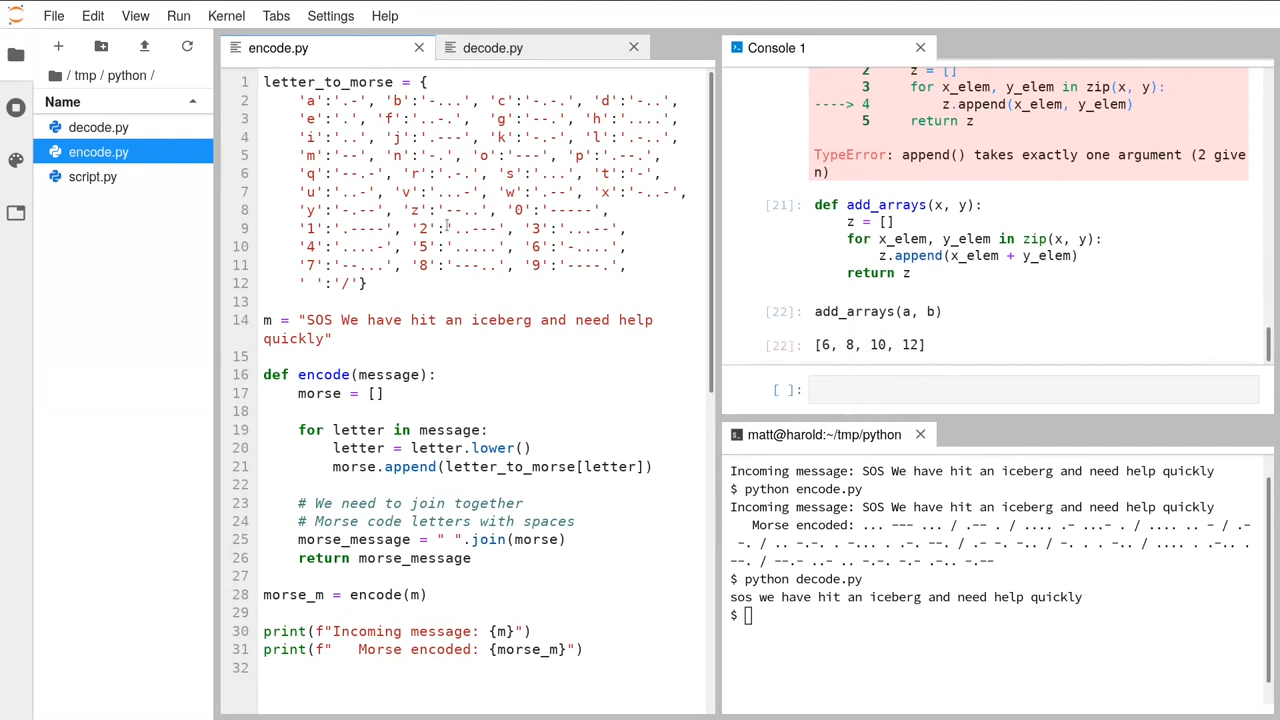 File Edit View Run Kernel Tabs Settings Help
/ tmp / python /
Name
decode.py
encode.py
script.py
encode.py
decode.py
1 letter_to_morse = {
2     'a':'.-', 'b':'-...', 'c':'-.-.', 'd':'-..',
3     'e':'.', 'f':'..-.', 'g':'--.', 'h':'....',
4     'i':'..', 'j':'.---', 'k':'-.-', 'l':'.-..',
5     'm':'--', 'n':'-.', 'o':'---', 'p':'.--.',
6     'q':'--.-', 'r':'.-.', 's':'...', 't':'-',
7     'u':'..-', 'v':'...-', 'w':'.--', 'x':'-..-',
8     'y':'-.--', 'z':'--..', '0':'-----',
9     '1':'.----', '2':'..---', '3':'...--',
10     '4':'....-', '5':'.....', '6':'-....',
11     '7':'--...', '8':'---..', '9':'----.',
12     ' ':'/'}
13
14 m = "SOS We have hit an iceberg and need help
quickly"
15
16 def encode(message):
17     morse = []
18
19     for letter in message:
20         letter = letter.lower()
21         morse.append(letter_to_morse[letter])
22
23     # We need to join together
24     # Morse code letters with spaces
25     morse_message = " ".join(morse)
26     return morse_message
27
28 morse_m = encode(m)
29
30 print(f"Incoming message: {m}")
31 print(f"   Morse encoded: {morse_m}")
32
Console 1
2     z = []
3     for x_elem, y_elem in zip(x, y):
----> 4         z.append(x_elem, y_elem)
5     return z
TypeError: append() takes exactly one argument (2 give
n)
[21]: def add_arrays(x, y):
    z = []
    for x_elem, y_elem in zip(x, y):
        z.append(x_elem + y_elem)
    return z
[22]: add_arrays(a, b)
[22]: [6, 8, 10, 12]
[ ]:
matt@harold:~/tmp/python
Incoming message: SOS We have hit an iceberg and need help quickly
$ python encode.py
Incoming message: SOS We have hit an iceberg and need help quickly
   Morse encoded: ... --- ... / .-- . / .... .- ...- . / .... .. - / .-
 -. / .. -.-. . -... . .-. --. / .- -. -.. / -. . . -.. / .... . .-.. .
--. / --.- ..- .. -.-. -.- .-.. -.--
$ python decode.py
sos we have hit an iceberg and need help quickly
$